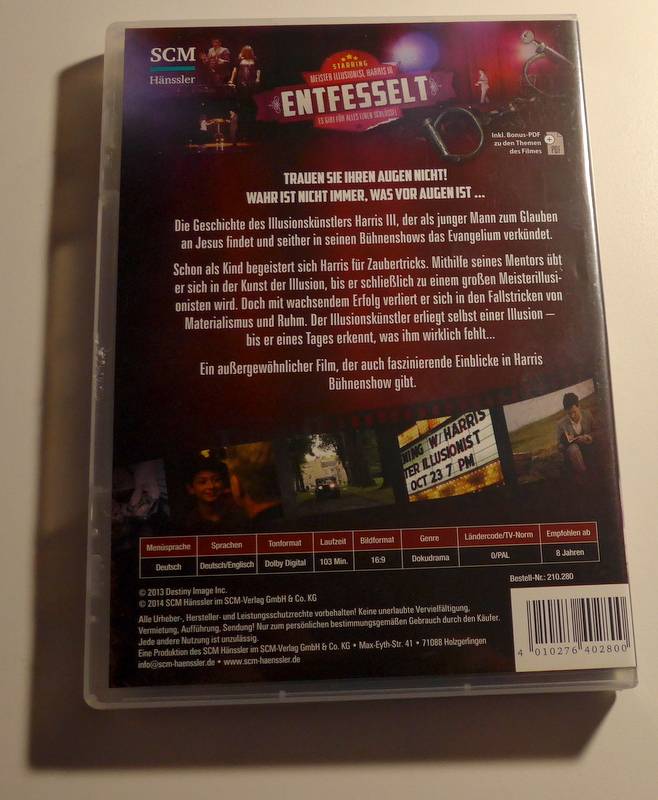 SCM
Hänssler
STARRING
MEISTER ILLUSIONIST, HARRIS III
ENTFESSELT
ES GIBT FÜR ALLES EINEN SCHLÜSSEL!
Inkl. Bonus-PDF
zu den Themen
des Filmes
PDF
TRAUEN SIE IHREN AUGEN NICHT!
WAHR IST NICHT IMMER, WAS VOR AUGEN IST ...
Die Geschichte des Illusionskünstlers Harris III, der als junger Mann zum Glauben
an Jesus findet und seither in seinen Bühnenshows das Evangelium verkündet.
Schon als Kind begeistert sich Harris für Zaubertricks. Mithilfe seines Mentors übt
er sich in der Kunst der Illusion, bis er schließlich zu einem großen Meisterillusi-
onisten wird. Doch mit wachsendem Erfolg verliert er sich in den Fallstricken von
Materialismus und Ruhm. Der Illusionskünstler erliegt selbst einer Illusion –
bis er eines Tages erkennt, was ihm wirklich fehlt...
Ein außergewöhnlicher Film, der auch faszinierende Einblicke in Harris
Bühnenshow gibt.
NING W/ HARRIS
TER ILLUSIONIST
OCT 23 7 PM
Menüsprache Sprachen Tonformat Laufzeit Bildformat Genre Ländercode/TV-Norm Empfohlen ab
Deutsch Deutsch/Englisch Dolby Digital 103 Min. 16:9 Dokudrama 0/PAL 8 Jahren
Bestell-Nr.: 210.280
© 2013 Destiny Image Inc.
© 2014 SCM Hänssler im SCM-Verlag GmbH & Co. KG
Alle Urheber-, Hersteller- und Leistungsschutzrechte vorbehalten! Keine unerlaubte Vervielfältigung,
Vermietung, Aufführung, Sendung! Nur zum persönlichen bestimmungsgemäßen Gebrauch durch den Käufer.
Jede andere Nutzung ist unzulässig.
Eine Produktion des SCM Hänssler im SCM-Verlag GmbH & Co. KG • Max-Eyth-Str. 41 • 71088 Holzgerlingen
info@scm-haenssler.de • www.scm-haenssler.de
4 010276 402800